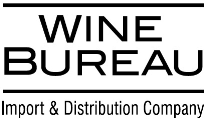 WINE
BUREAU
Import & Distribution Company